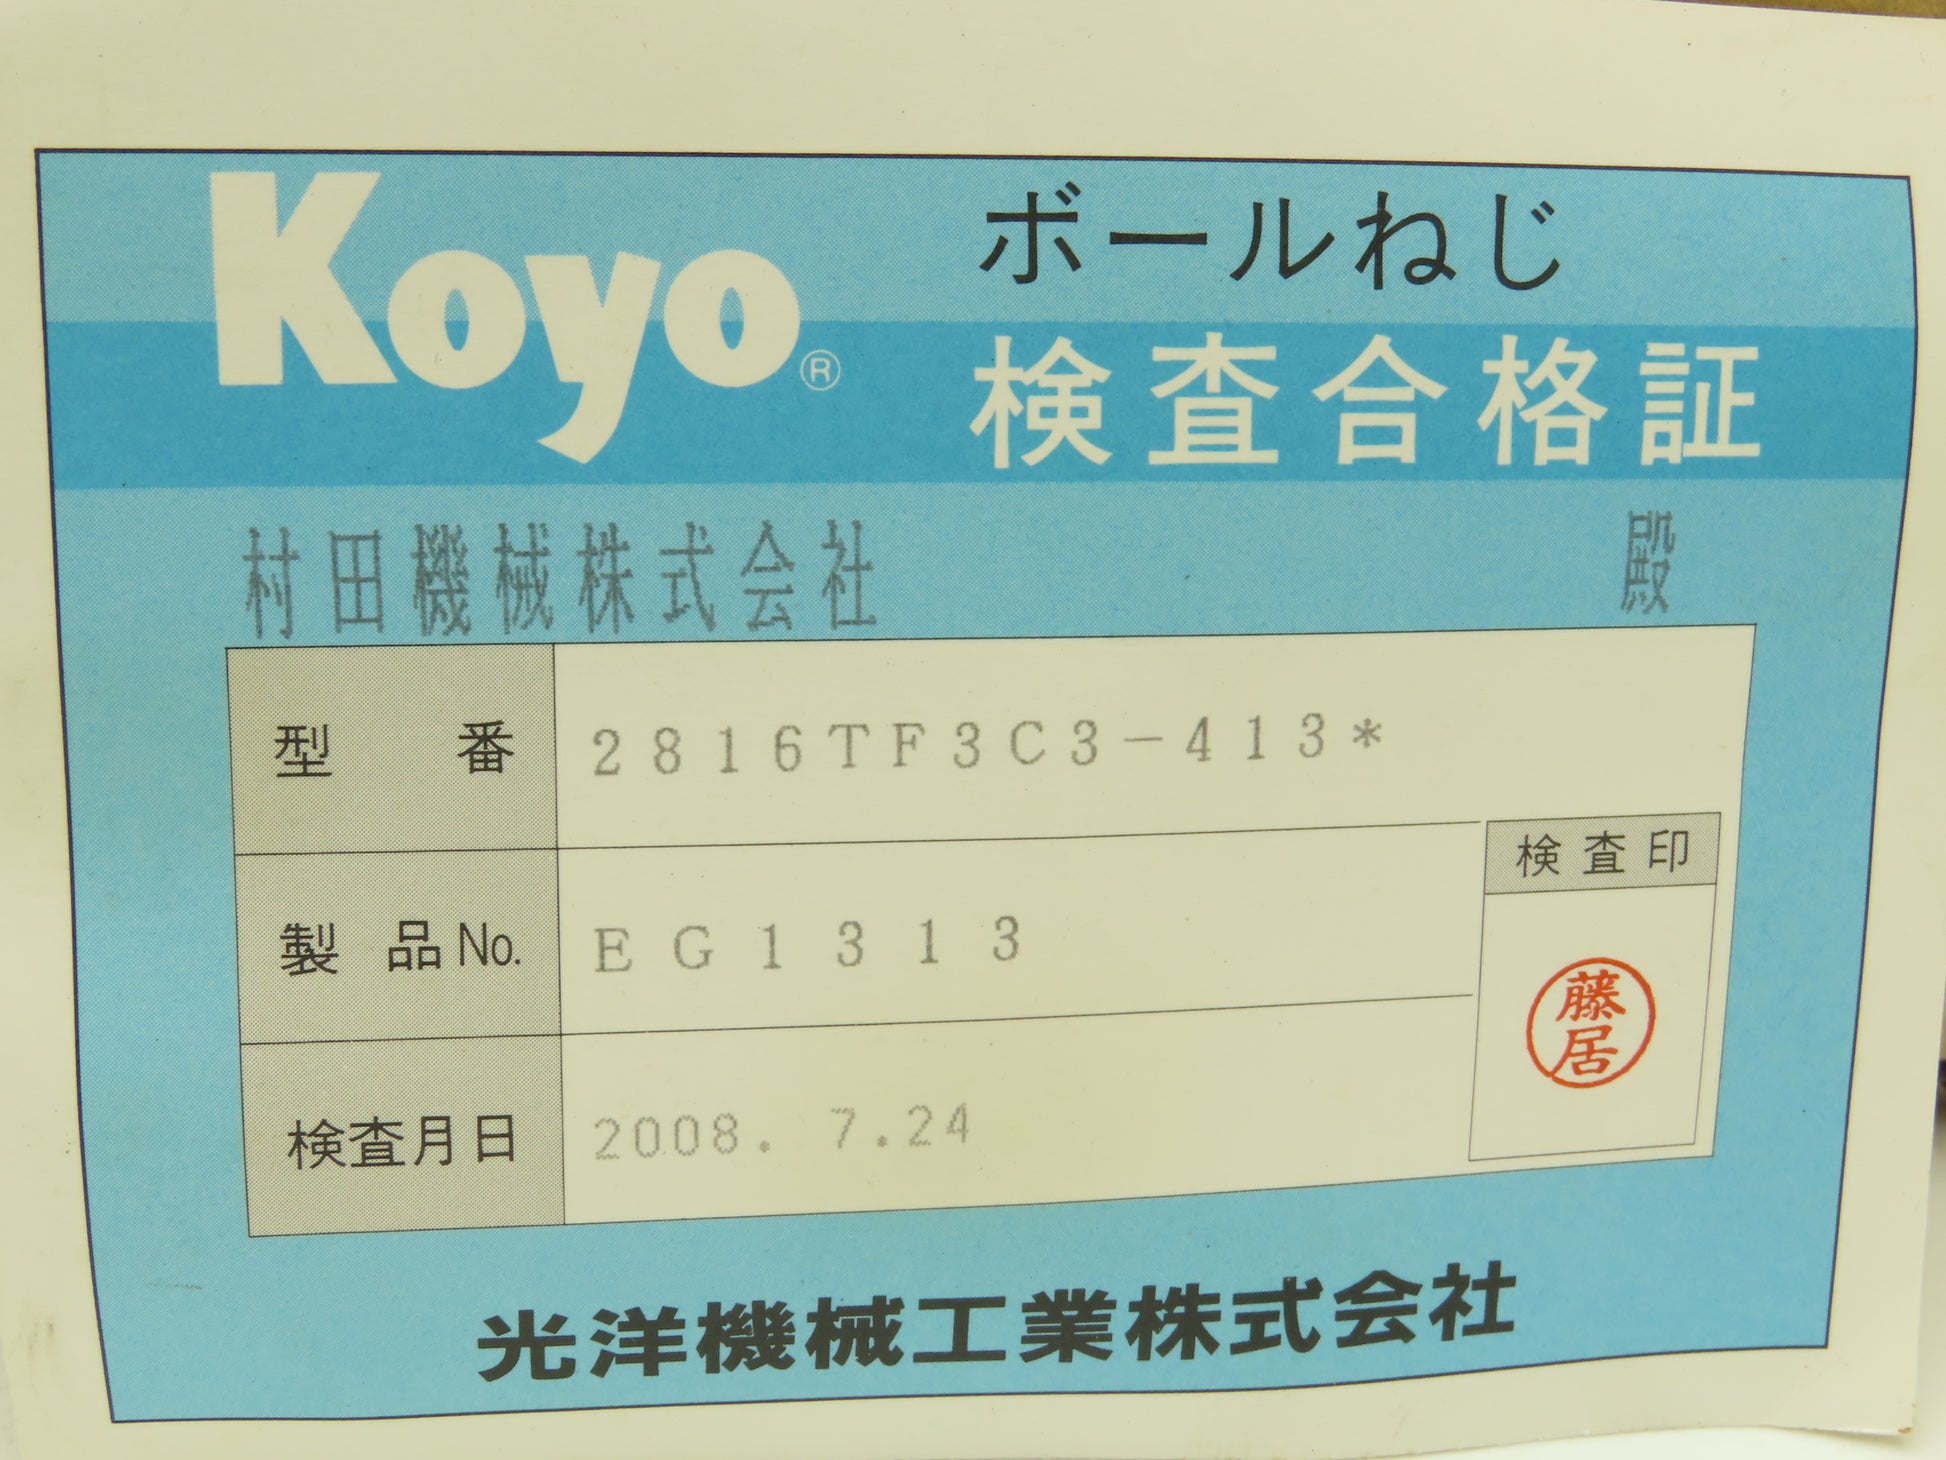 Koyo®
ボールねじ
検査合格証
村田機械株式会社 殿
型番 2816TF3C3-413*
製品No. EG1313
検査印
藤居
検査月日 2008. 7.24
光洋機械工業株式会社